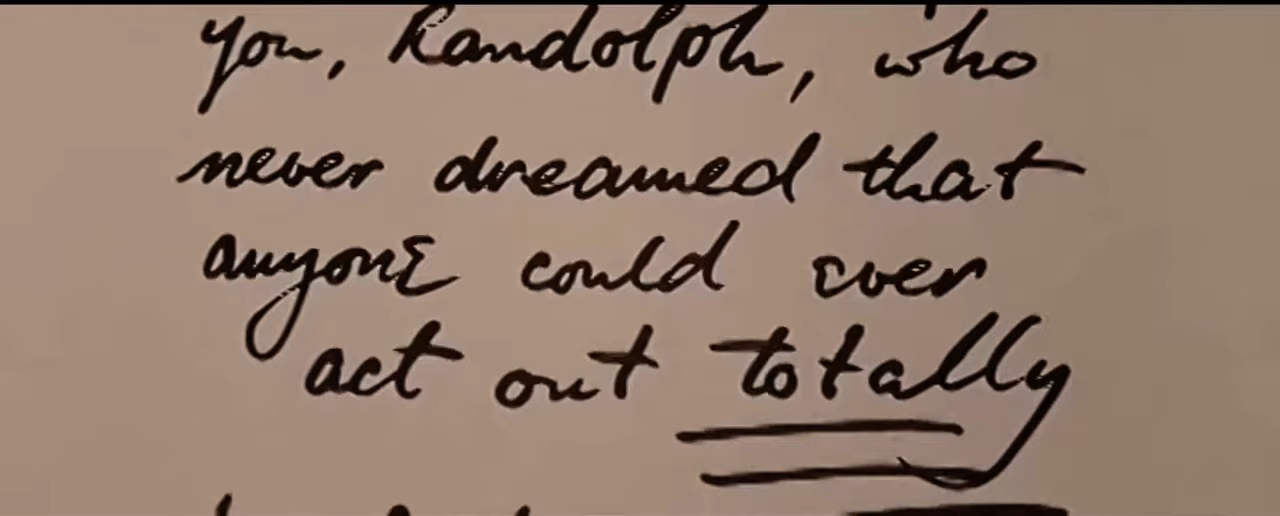 you, Randolph, who
never dreamed that
anyone could ever
act out totally